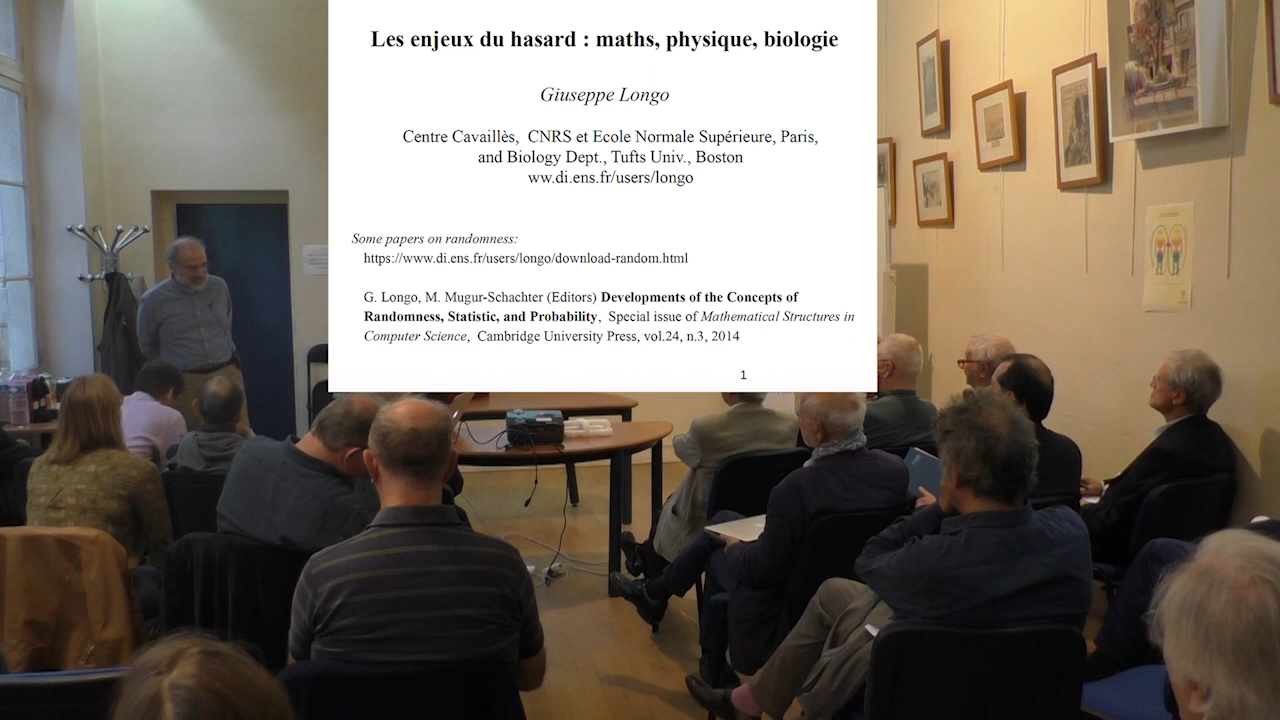 Les enjeux du hasard : maths, physique, biologie
Giuseppe Longo
Centre Cavaillès, CNRS et Ecole Normale Supérieure, Paris,
and Biology Dept., Tufts Univ., Boston
ww.di.ens.fr/users/longo
Some papers on randomness:
https://www.di.ens.fr/users/longo/download-random.html
G. Longo, M. Mugur-Schachter (Editors) Developments of the Concepts of
Randomness, Statistic, and Probability, Special issue of Mathematical Structures in
Computer Science, Cambridge University Press, vol.24, n.3, 2014
1